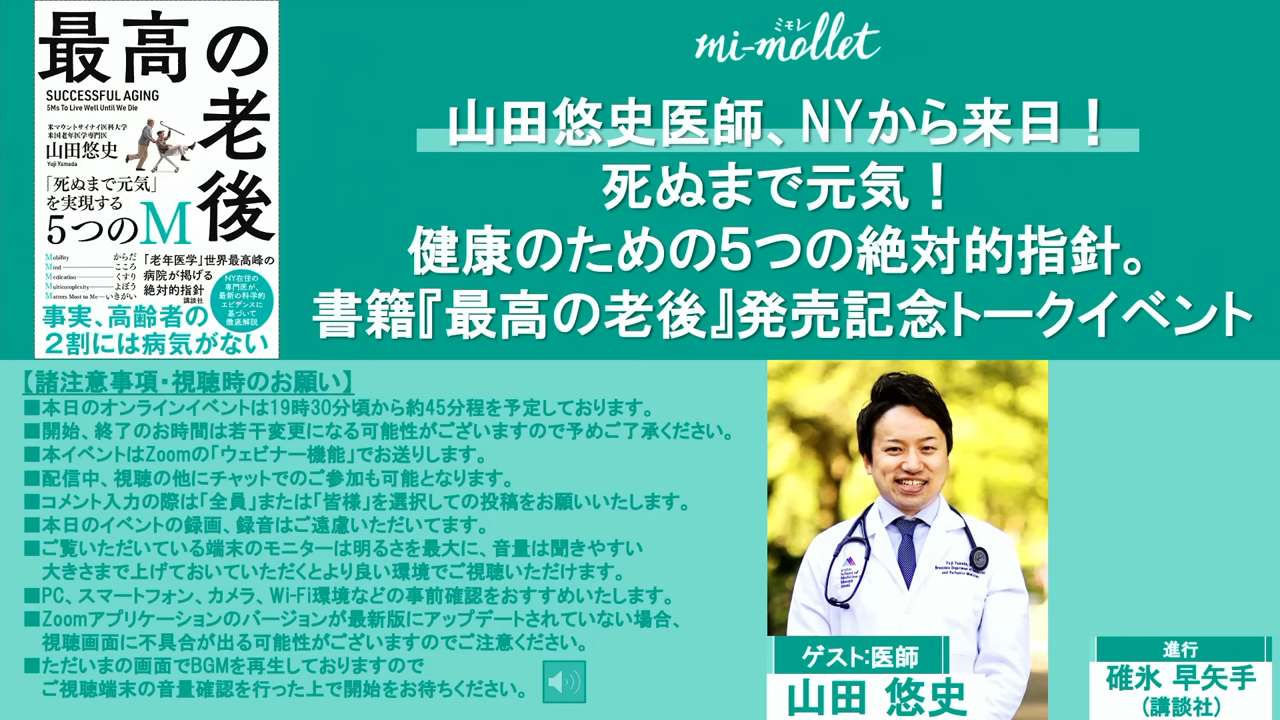 最高の老後
SUCCESSFUL AGING
5Ms To Live Well Until We Die
米マウントサイナイ医科大学
米国老年医学専門医
山田悠史
Yuji Yamada
「死ぬまで元気」
を実現する
5つのM
Mobility からだ
Mind こころ
Medication くすり
Multicomplexity よぼう
Matters Most to Me いきがい
「老年医学」世界最高峰の
病院が掲げる
絶対的指針
講談社
NY在住の
専門医が、
最新の科学的
エビデンスに
基づいて
徹底解説
事実、高齢者の
2割には病気がない
ミモレ
mi-mollet
山田悠史医師、NYから来日！
死ぬまで元気！
健康のための5つの絶対的指針。
書籍『最高の老後』発売記念トークイベント
【諸注意事項・視聴時のお願い】
■本日のオンラインイベントは19時30分頃から約45分程を予定しております。
■開始、終了のお時間は若干変更になる可能性がございますので予めご了承ください。
■本イベントはZoomの「ウェビナー機能」でお送りします。
■配信中、視聴の他にチャットでのご参加も可能となります。
■コメント入力の際は「全員」または「皆様」を選択しての投稿をお願いいたします。
■本日のイベントの録画、録音はご遠慮いただいてます。
■ご覧いただいている端末のモニターは明るさを最大に、音量は聞きやすい
大きさまで上げておいていただくとより良い環境でご視聴いただけます。
■PC、スマートフォン、カメラ、Wi-Fi環境などの事前確認をおすすめいたします。
■Zoomアプリケーションのバージョンが最新版にアップデートされていない場合、
視聴画面に不具合が出る可能性がございますのでご注意ください。
■ただいまの画面でBGMを再生しておりますので
ご視聴端末の音量確認を行った上で開始をお待ちください。
ゲスト:医師
山田 悠史
進行
碓氷 早矢手
(講談社)